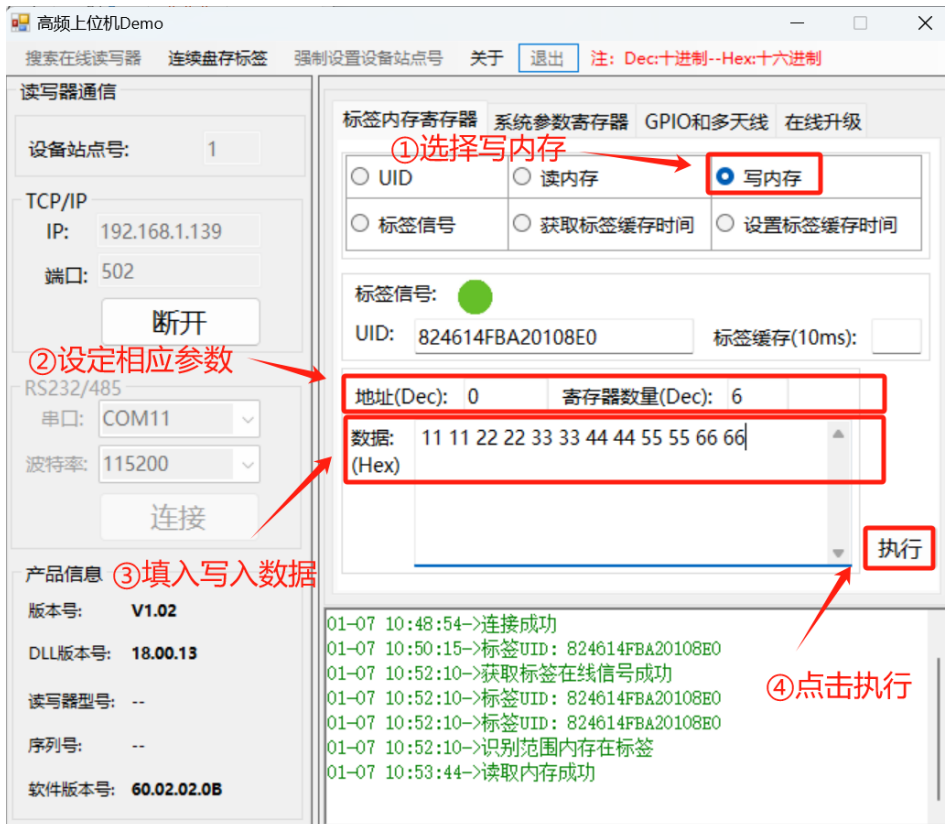 高频上位机Demo
搜索在线读写器 连续盘存标签 强制设置设备站点号 关于 退出 注：Dec:十进制--Hex:十六进制
读写器通信
设备站点号: 1
TCP/IP
IP: 192.168.1.139
端口: 502
断开
②设定相应参数
RS232/485
串口: COM11
波特率: 115200
连接
③填入写入数据
产品信息
版本号: V1.02
DLL版本号: 18.00.13
读写器型号: --
序列号: --
软件版本号: 60.02.02.0B
标签内存寄存器 系统参数寄存器 GPIO和多天线 在线升级
①选择写内存
UID 读内存 写内存
标签信号 获取标签缓存时间 设置标签缓存时间
标签信号:
UID: 824614FBA20108E0 标签缓存(10ms):
地址(Dec): 0 寄存器数量(Dec): 6
数据: 11 11 22 22 33 33 44 44 55 55 66 66
(Hex)
执行
④点击执行
01-07 10:48:54->连接成功
01-07 10:50:15->标签UID: 824614FBA20108E0
01-07 10:52:10->获取标签在线信号成功
01-07 10:52:10->标签UID: 824614FBA20108E0
01-07 10:52:10->标签UID: 824614FBA20108E0
01-07 10:52:10->识别范围内存在标签
01-07 10:53:44->读取内存成功